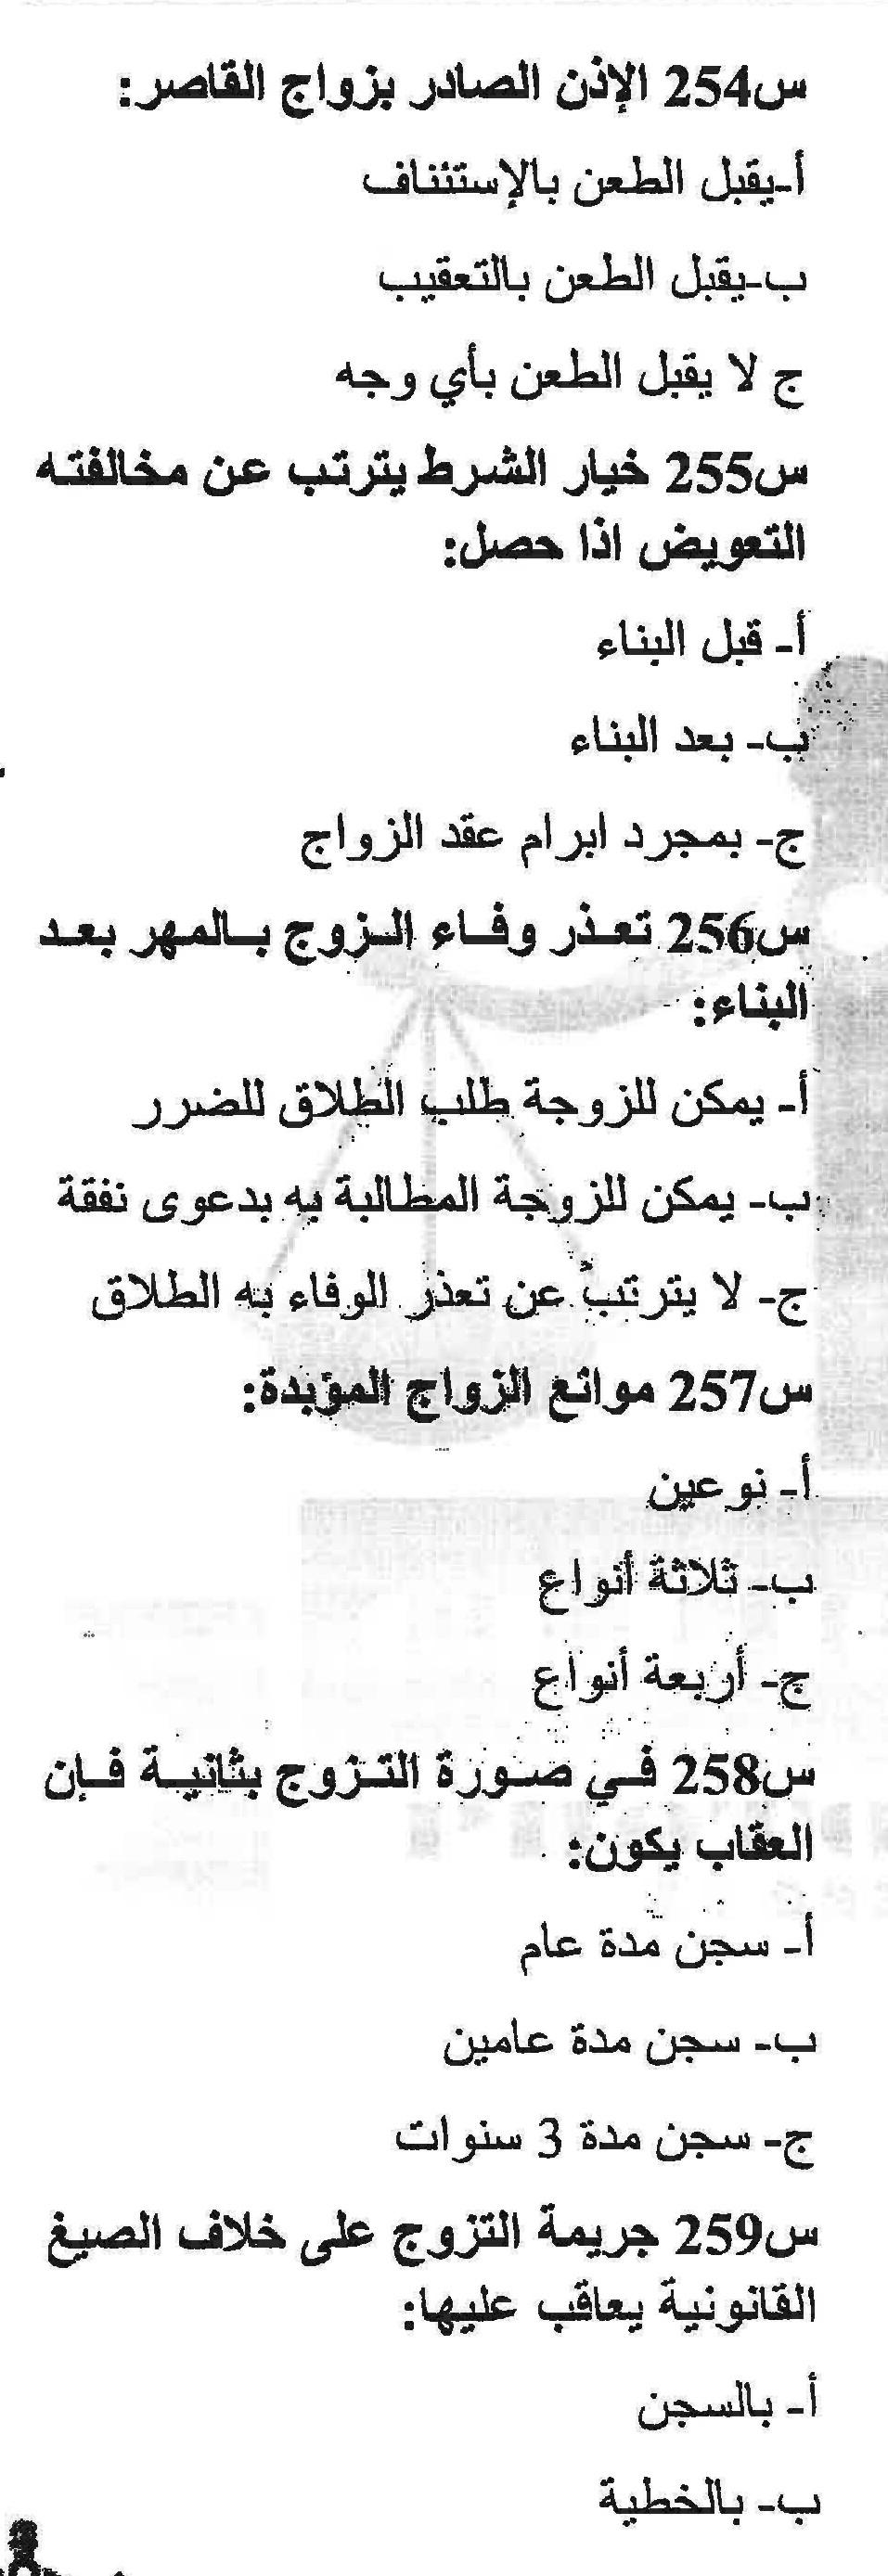 س254 الإذن الصادر بزواج القاصر:
أ-يقبل الطعن بالإستئناف
ب-يقبل الطعن بالتعقيب
ج لا يقبل الطعن بأي وجه
س255 خيار الشرط يترتب عن مخالفته
التعويض اذا حصل:
أ- قبل البناء
ب- بعد البناء
ج- بمجرد ابرام عقد الزواج
س256 تعذر وفاء الزوج بالمهر بعد
البناء:
أ- يمكن للزوجة طلب الطلاق للضرر
ب- يمكن للزوجة المطالبة به بدعوى نفقة
ج- لا يترتب عن تعذر الوفاء به الطلاق
س257 موانع الزواج المؤبدة:
أ- نوعين
ب- ثلاثة أنواع
ج- أربعة أنواع
س258 في صورة التزوج بثانية فإن
العقاب يكون:
أ- سجن مدة عام
ب- سجن مدة عامين
ج- سجن مدة 3 سنوات
س259 جريمة التزوج على خلاف الصيغ
القانونية يعاقب عليها:
أ- بالسجن
ب- بالخطية